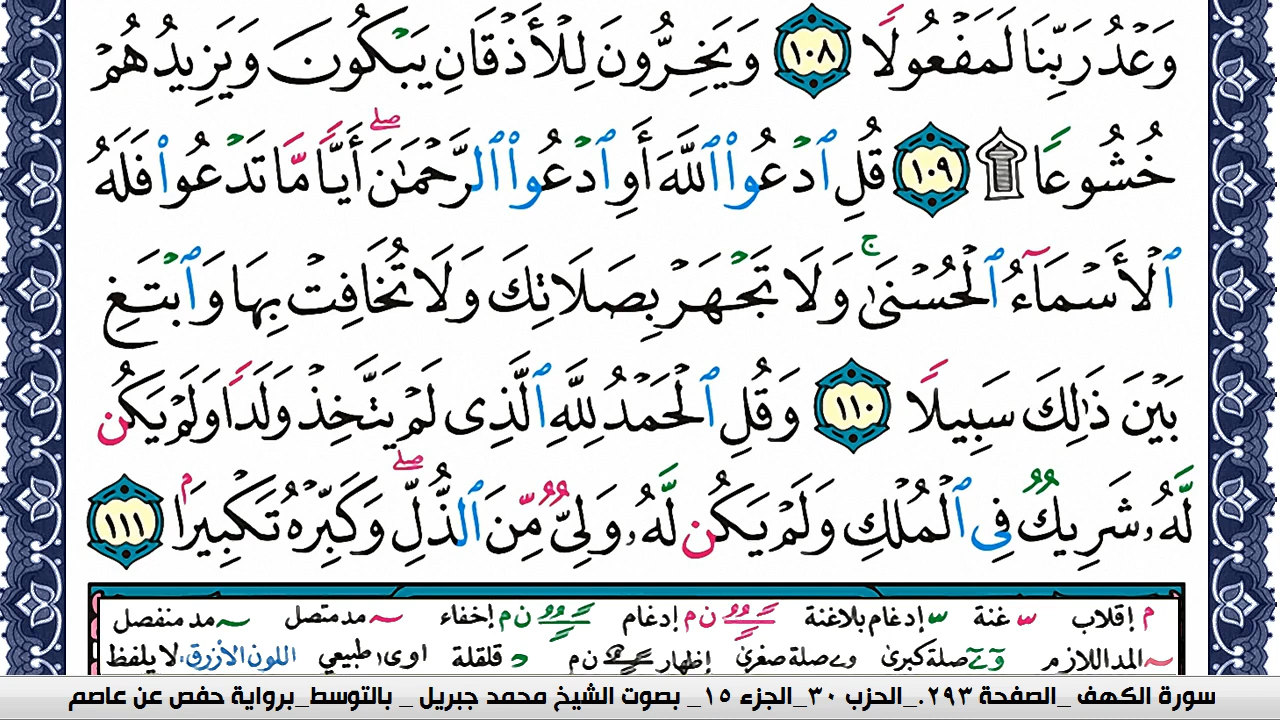 وَعْدُ رَبِّنَا لَمَفْعُولًا ١٠٨ وَيَخِرُّونَ لِلْأَذْقَانِ يَبْكُونَ وَيَزِيدُهُمْ
خُشُوعًا ۩ ١٠٩ قُلِ ٱدْعُوا۟ ٱللَّهَ أَوِ ٱدْعُوا۟ ٱلرَّحْمَٰنَ ۖ أَيًّا مَّا تَدْعُوا۟ فَلَهُ
ٱلْأَسْمَآءُ ٱلْحُسْنَىٰ ۚ وَلَا تَجْهَرْ بِصَلَاتِكَ وَلَا تُخَافِتْ بِهَا وَٱبْتَغِ
بَيْنَ ذَٰلِكَ سَبِيلًا ١١٠ وَقُلِ ٱلْحَمْدُ لِلَّهِ ٱلَّذِى لَمْ يَتَّخِذْ وَلَدًا وَلَمْ يَكُن
لَّهُۥ شَرِيكٌ فِى ٱلْمُلْكِ وَلَمْ يَكُن لَّهُۥ وَلِىٌّ مِّنَ ٱلذُّلِّ ۖ وَكَبِّرْهُ تَكْبِيرًۢا ١١١
م إقلاب غنة إدغام بلاغنة ن م إدغام ن م إخفاء مد متصل مد منفصل
المد اللازم صلة كبرى صلة صغرى إظهار ن م قلقلة اوى طبيعي اللون الأزرق لا يلفظ
سورة الكهف _الصفحة ٢٩٣._الحزب ٣٠_الجزء ١٥_ بصوت الشيخ محمد جبريل _ بالتوسط_برواية حفص عن عاصم